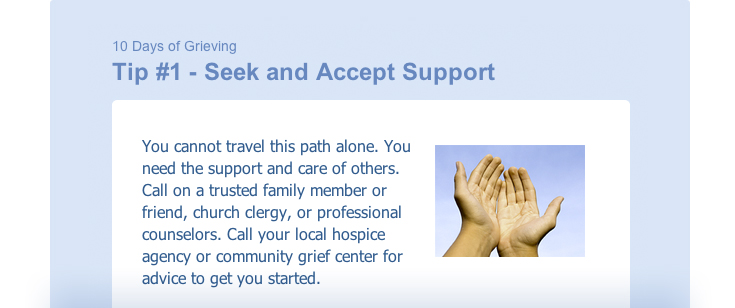 10 Days of Grieving
Tip #1 - Seek and Accept Support
You cannot travel this path alone. You
need the support and care of others.
Call on a trusted family member or
friend, church clergy, or professional
counselors. Call your local hospice
agency or community grief center for
advice to get you started.